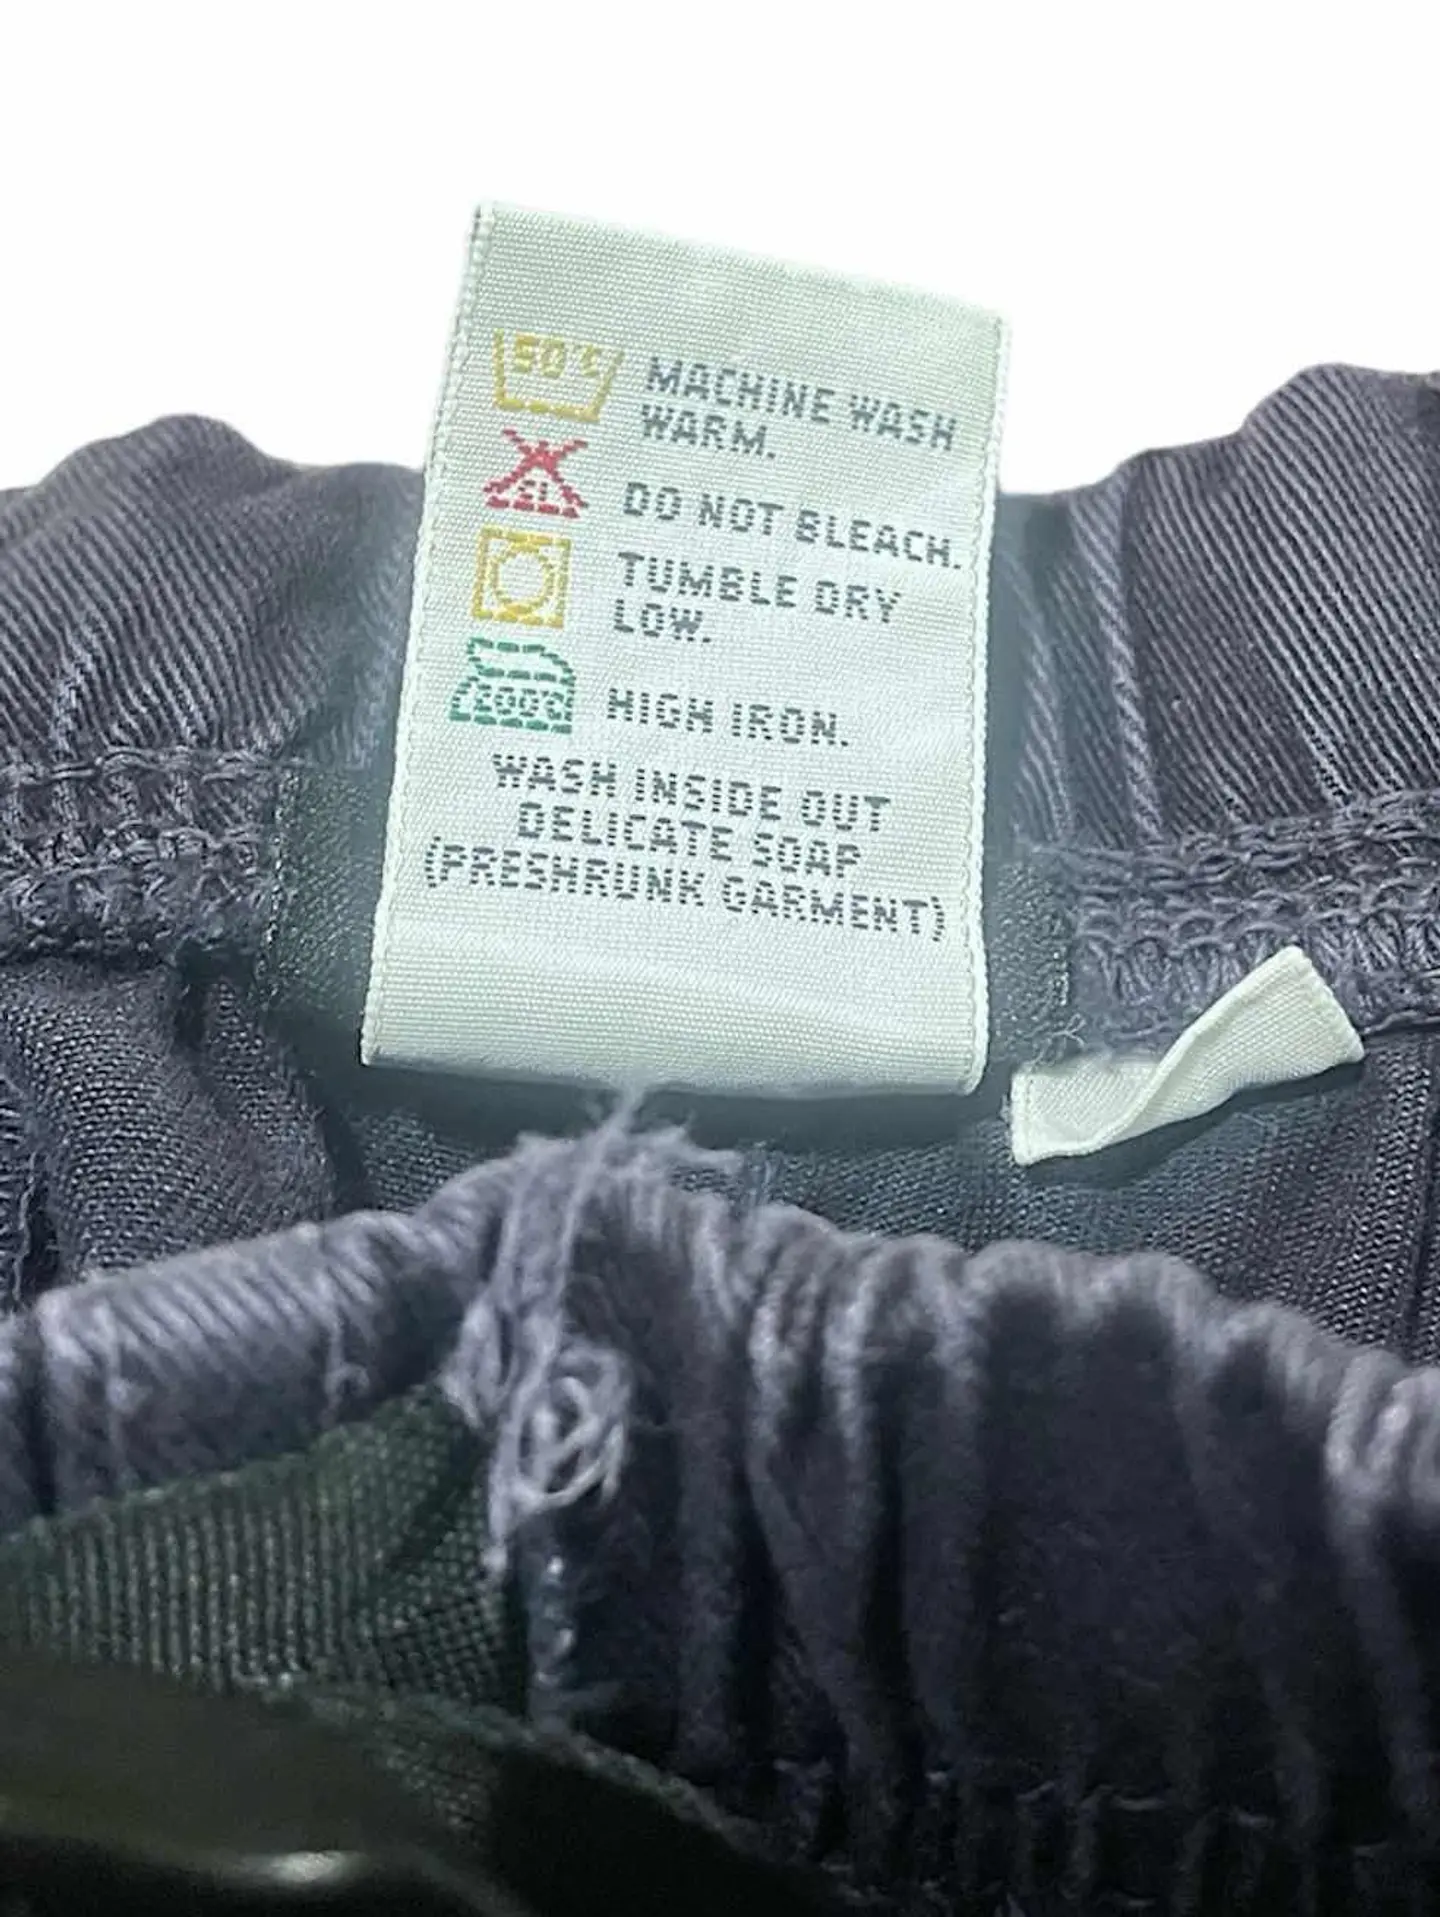 50°C MACHINE WASH
WARM.
CL DO NOT BLEACH.
TUMBLE DRY
LOW.
200°C HIGH IRON.
WASH INSIDE OUT
DELICATE SOAP
(PRESHRUNK GARMENT)